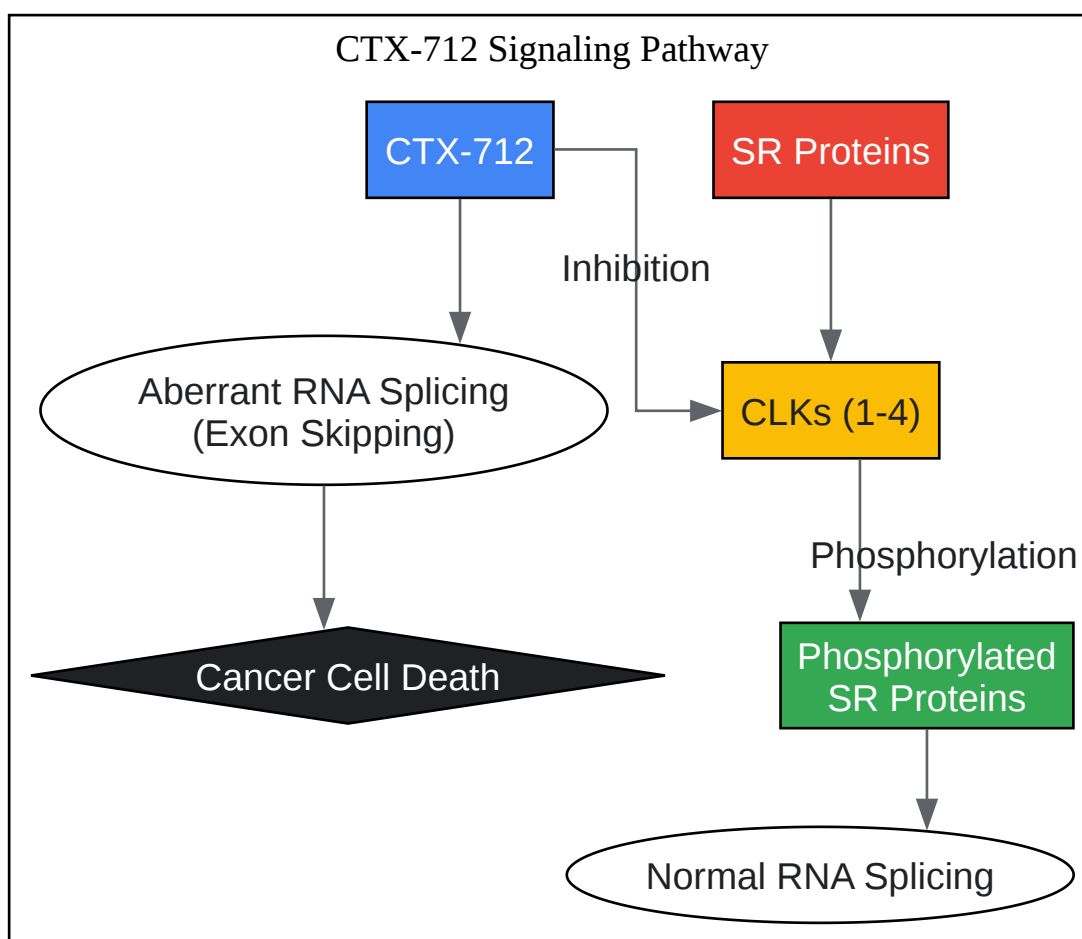 CTX-712 Signaling Pathway
CTX-712
SR Proteins
Inhibition
Aberrant RNA Splicing
(Exon Skipping)
CLKs (1-4)
Phosphorylation
Cancer Cell Death
Phosphorylated
SR Proteins
Normal RNA Splicing